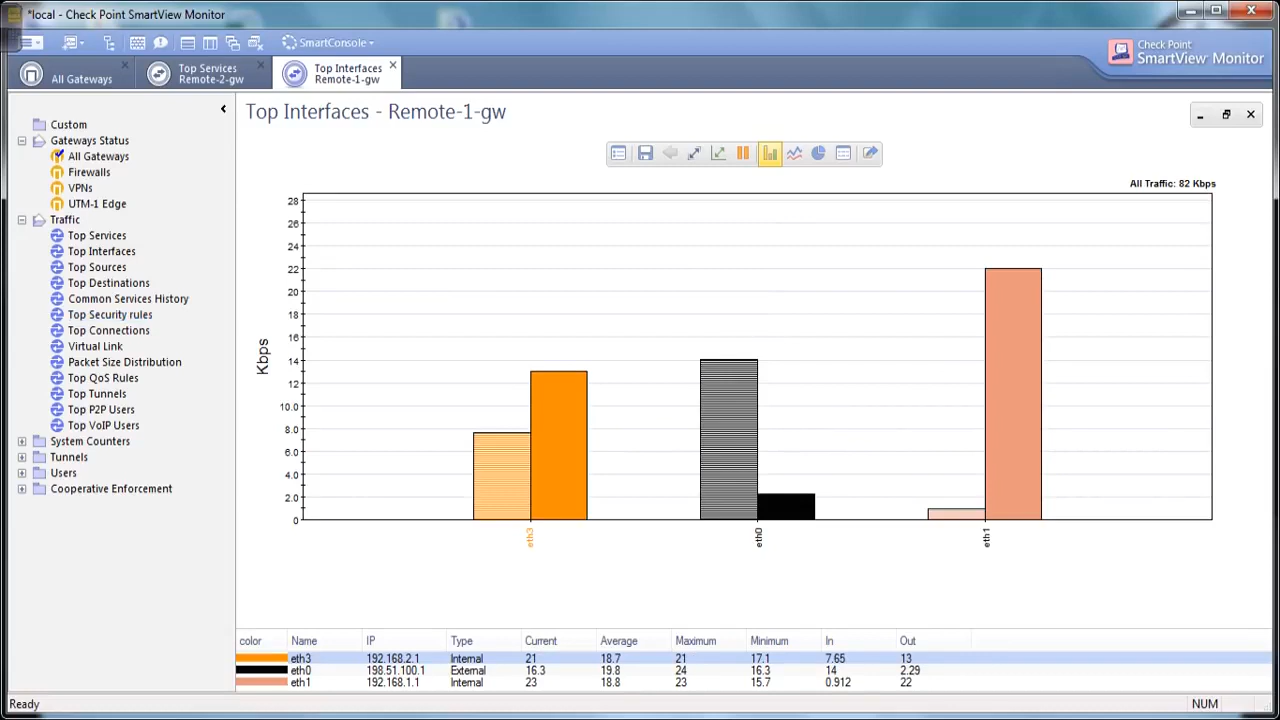 *local - Check Point SmartView Monitor
SmartConsole
Check Point
SmartView Monitor
All Gateways
Top Services
Remote-2-gw
Top Interfaces
Remote-1-gw
Custom
Gateways Status
All Gateways
Firewalls
VPNs
UTM-1 Edge
Traffic
Top Services
Top Interfaces
Top Sources
Top Destinations
Common Services History
Top Security rules
Top Connections
Virtual Link
Packet Size Distribution
Top QoS Rules
Top Tunnels
Top P2P Users
Top VoIP Users
System Counters
Tunnels
Users
Cooperative Enforcement
Top Interfaces - Remote-1-gw
All Traffic: 82 Kbps
28
26
24
22
20
18
16
14
12
10.0
8.0
6.0
4.0
2.0
0
Kbps
eth3 eth0 eth1
color Name IP Type Current Average Maximum Minimum In Out
eth3 192.168.2.1 Internal 21 18.7 21 17.1 7.65 13
eth0 198.51.100.1 External 16.3 19.8 24 16.3 14 2.29
eth1 192.168.1.1 Internal 23 18.8 23 15.7 0.912 22
Ready NUM